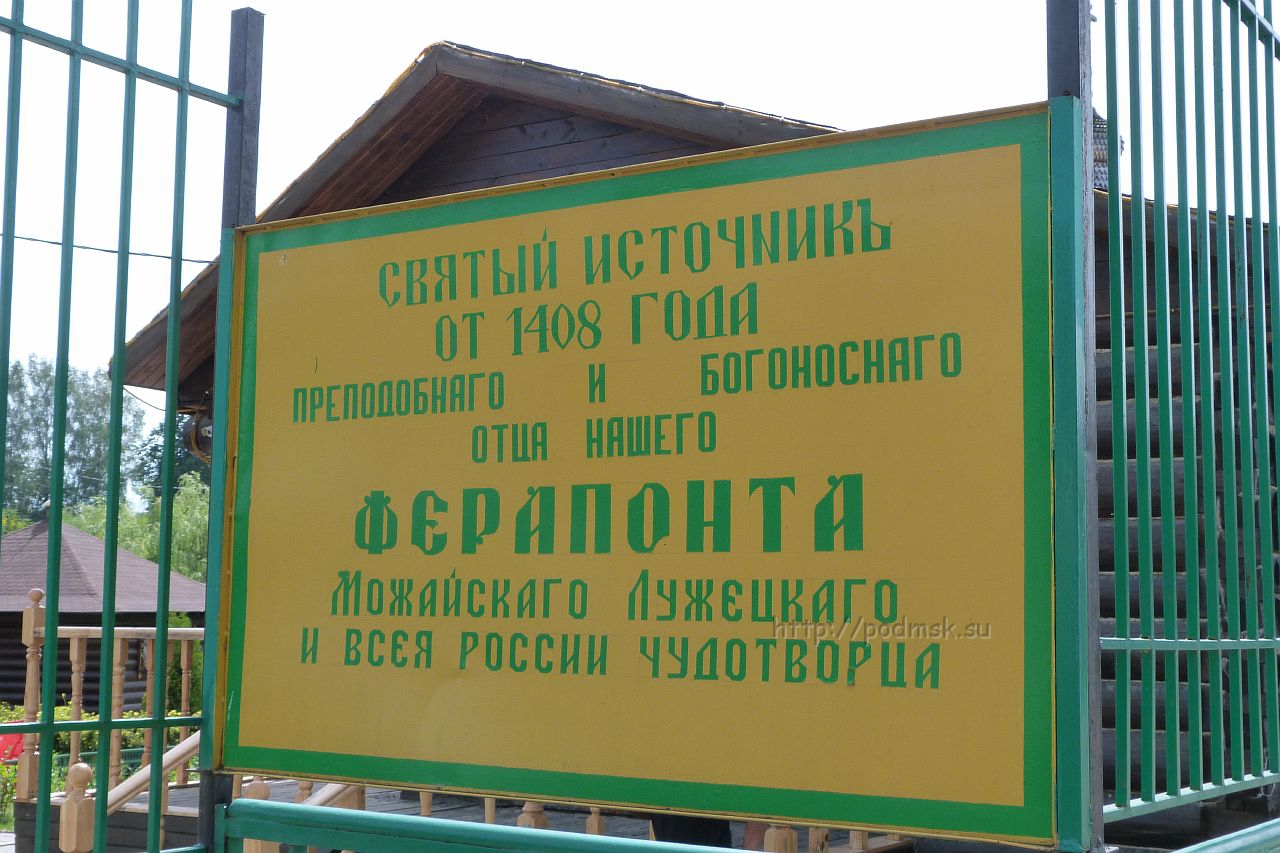 СВЯТЫЙ ИСТОЧНИКЪ
ОТ 1408 ГОДА
ПРЕПОДОБНАГО И БОГОНОСНАГО
ОТЦА НАШЕГО
ФЕРАПОНТА
МОЖАЙСКАГО ЛУЖЕЦКАГО
И ВСЕЯ РОССИИ ЧУДОТВОРЦА
http://podmsk.su